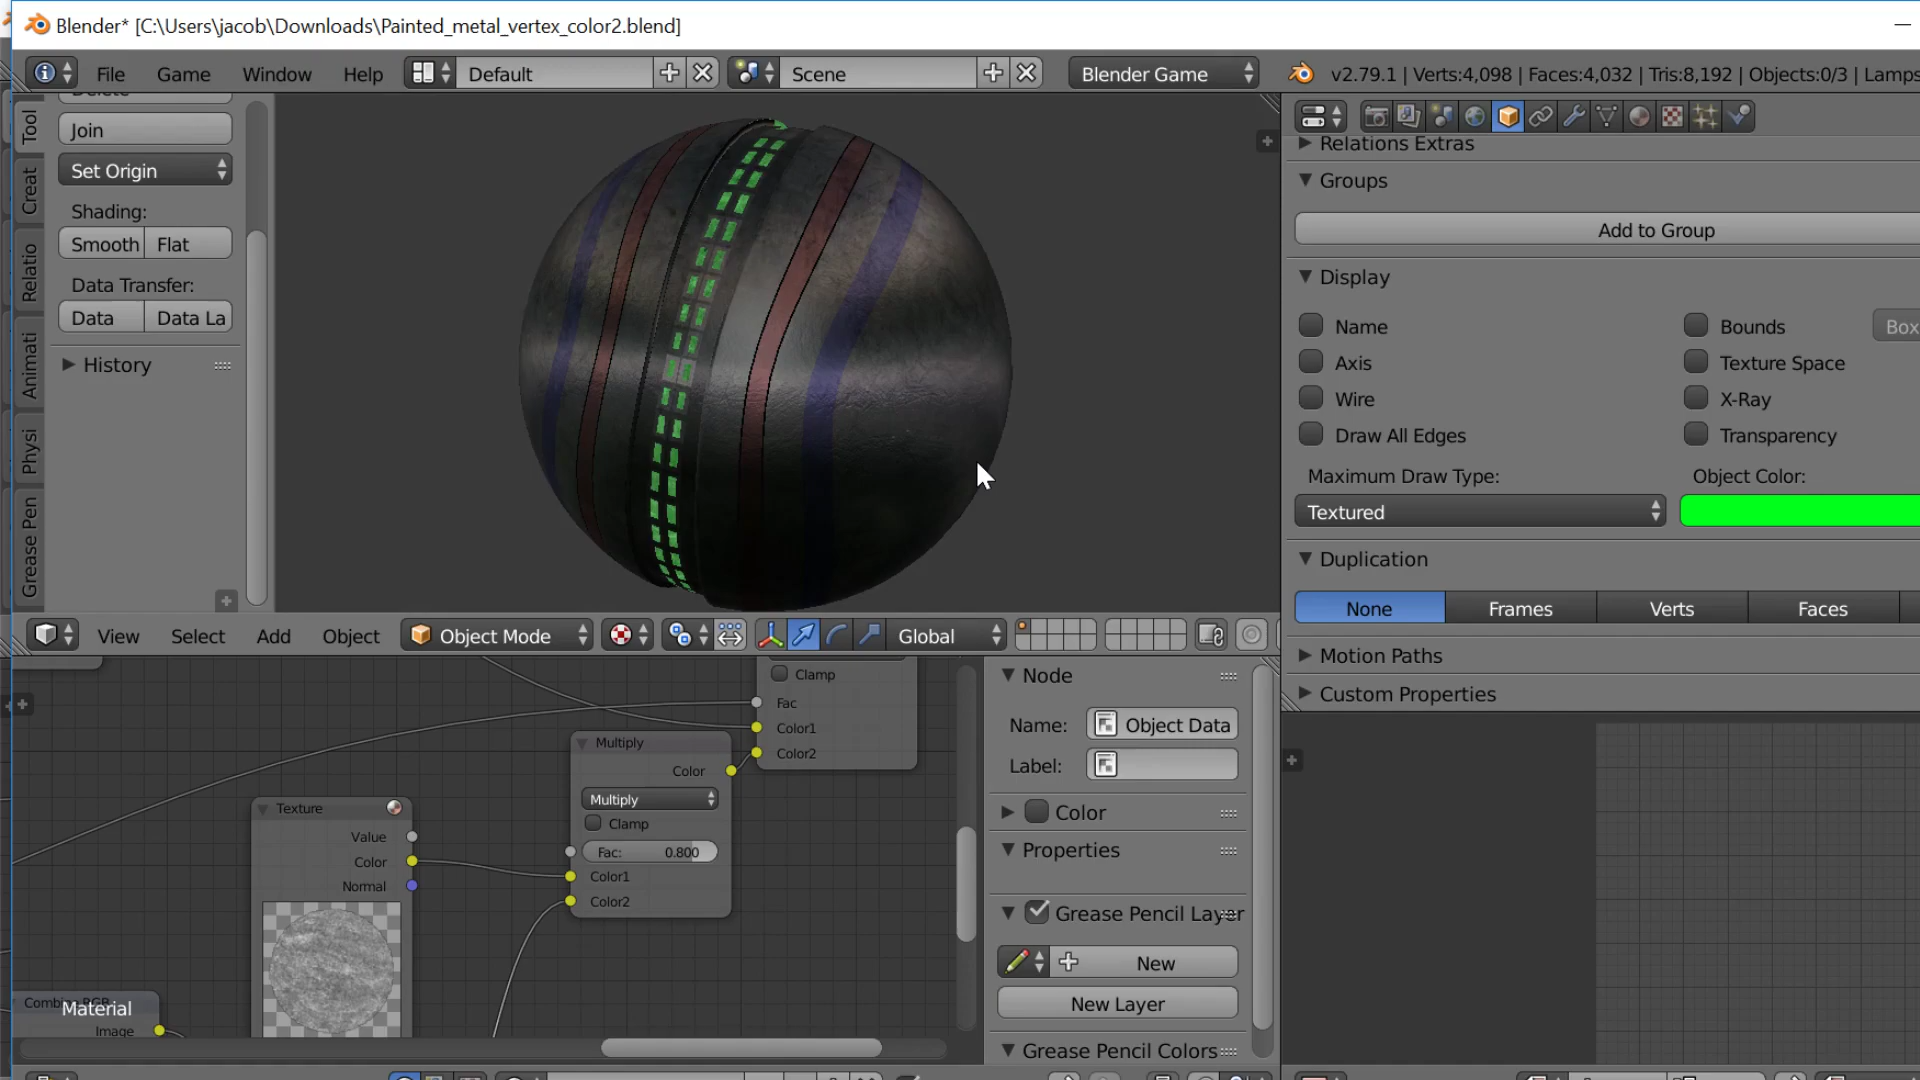 Blender* [C:\Users\jacob\Downloads\Painted_metal_vertex_color2.blend]
File Game Window Help Default Scene Blender Game v2.79.1 | Verts:4,098 | Faces:4,032 | Tris:8,192 | Objects:0/3 | Lamps
Tool
Creat
Relatio
Animati
Physi
Grease Pen
Join
Set Origin
Shading:
Smooth Flat
Data Transfer:
Data Data La
History
Relations Extras
Groups
Add to Group
Display
Name Bounds Box
Axis Texture Space
Wire X-Ray
Draw All Edges Transparency
Maximum Draw Type: Object Color:
Textured
Duplication
None Frames Verts Faces
Motion Paths
Custom Properties
View Select Add Object Object Mode Global
Clamp
Fac
Color1
Color2
Multiply
Color
Multiply
Clamp
Fac: 0.800
Color1
Color2
Texture
Value
Color
Normal
Combine RGB
Material
Image
Node
Name: Object Data
Label:
Color
Properties
Grease Pencil Layer
New
New Layer
Grease Pencil Colors